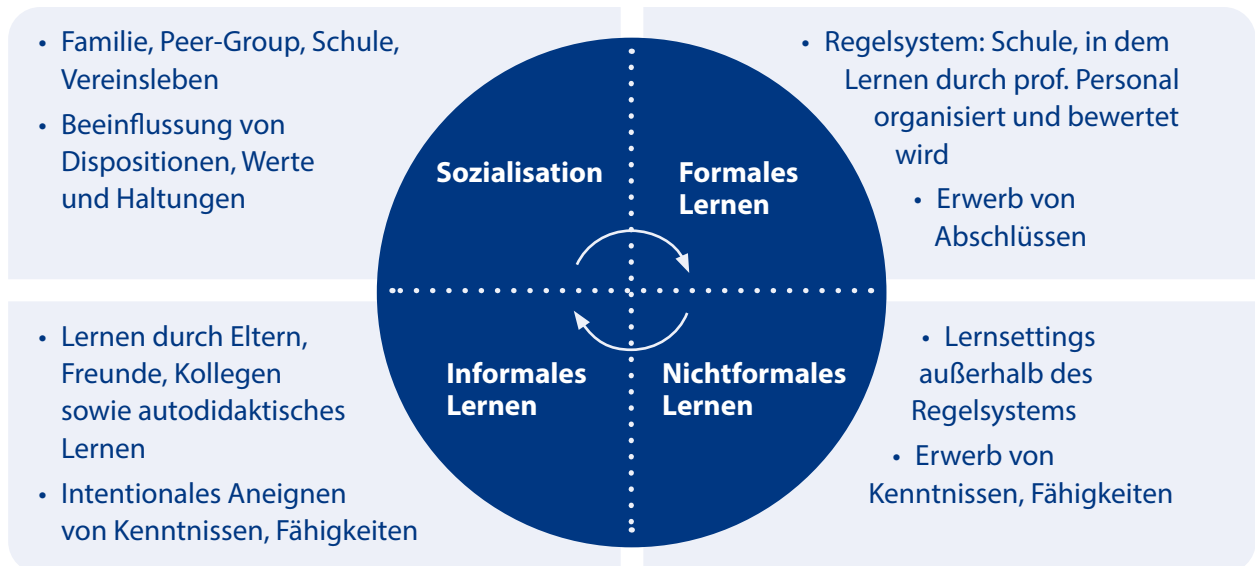 • Familie, Peer-Group, Schule,
Vereinsleben
• Beeinflussung von
Dispositionen, Werte
und Haltungen
Sozialisation
Formales
Lernen
• Regelsystem: Schule, in dem
Lernen durch prof. Personal
organisiert und bewertet
wird
• Erwerb von
Abschlüssen
• Lernen durch Eltern,
Freunde, Kollegen
sowie autodidaktisches
Lernen
• Intentionales Aneignen
von Kenntnissen, Fähigkeiten
Informales
Lernen
Nichtformales
Lernen
• Lernsettings
außerhalb des
Regelsystems
• Erwerb von
Kenntnissen, Fähigkeiten